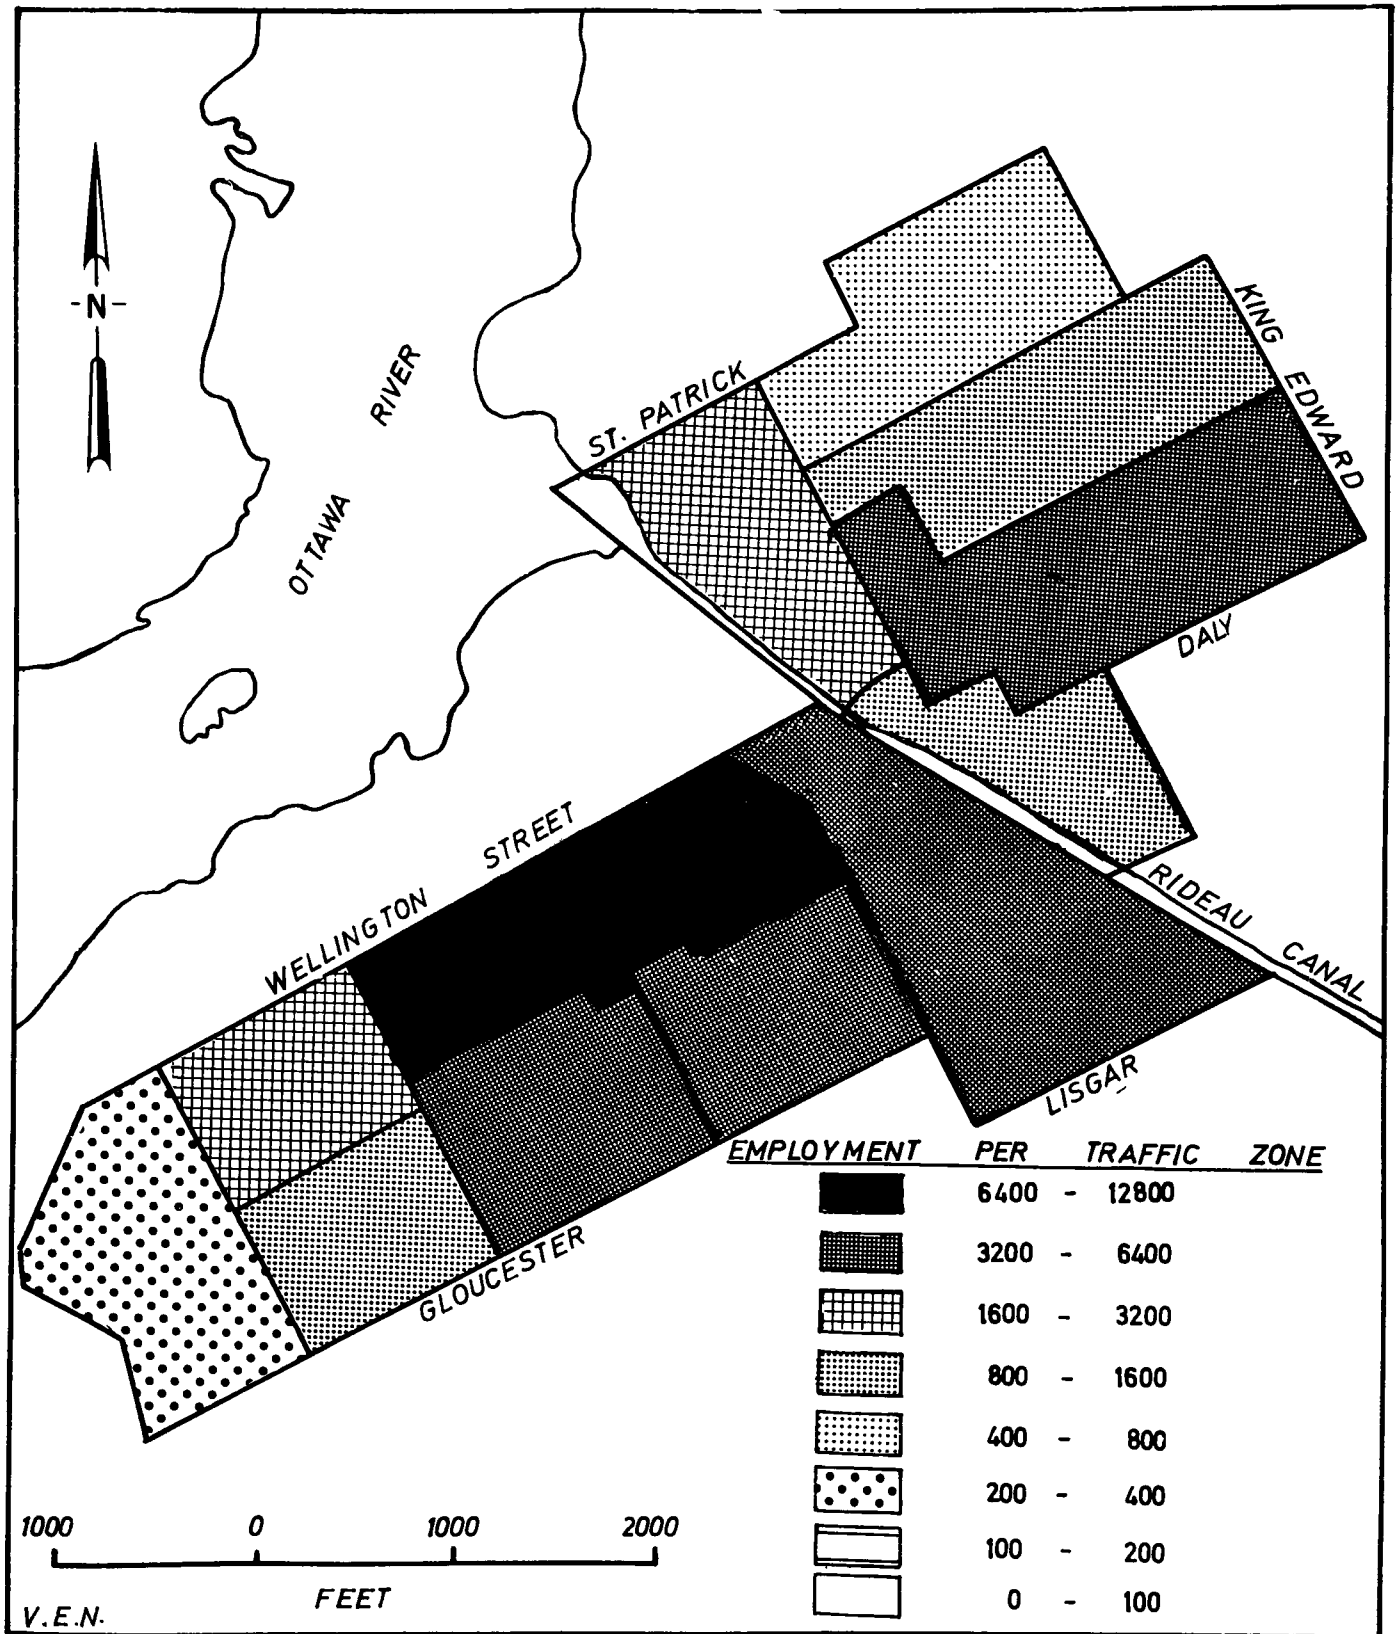 -N-
OTTAWA RIVER
ST. PATRICK
KING EDWARD
DALY
WELLINGTON STREET
RIDEAU CANAL
LISGAR
GLOUCESTER
EMPLOYMENT PER TRAFFIC ZONE
6400 - 12800
3200 - 6400
1600 - 3200
800 - 1600
400 - 800
200 - 400
100 - 200
0 - 100
1000 0 1000 2000
FEET
V.E.N.